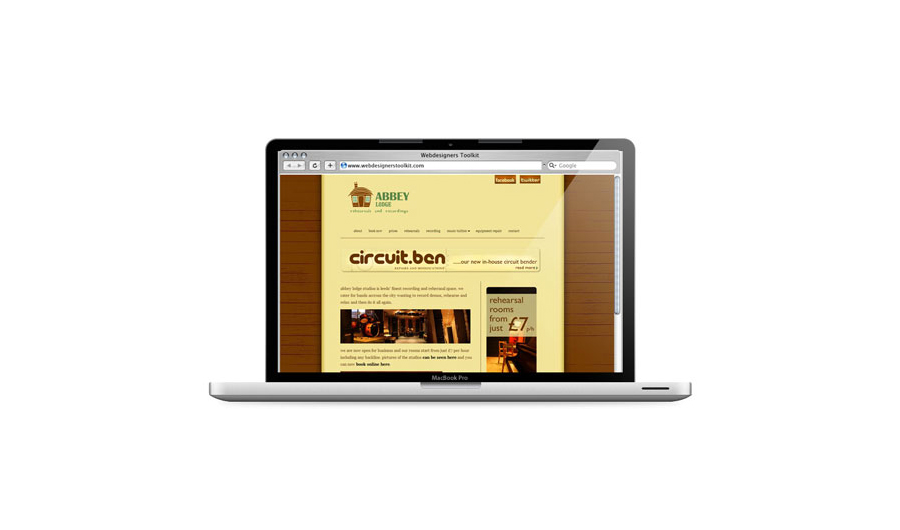 Webdesigners Toolkit
www.webdesignerstoolkit.com
Google
facebook twitter
ABBEY
LODGE
rehearsals and recordings
about book now prices rehearsals recording music tuition equipment repair contact
circuit.ben
.....our new in-house circuit bender
read more
abbey lodge studios is leeds' finest recording and rehearsal space. we
cater for bands accross the city wanting to record demos, rehearse and
relax and then do it all again.
we are now open for business and our rooms start from just £7 per hour
including any backline. pictures of the studios can be seen here and you
can now book online here
rehearsal
rooms
from
just £7 p/h
MacBook Pro